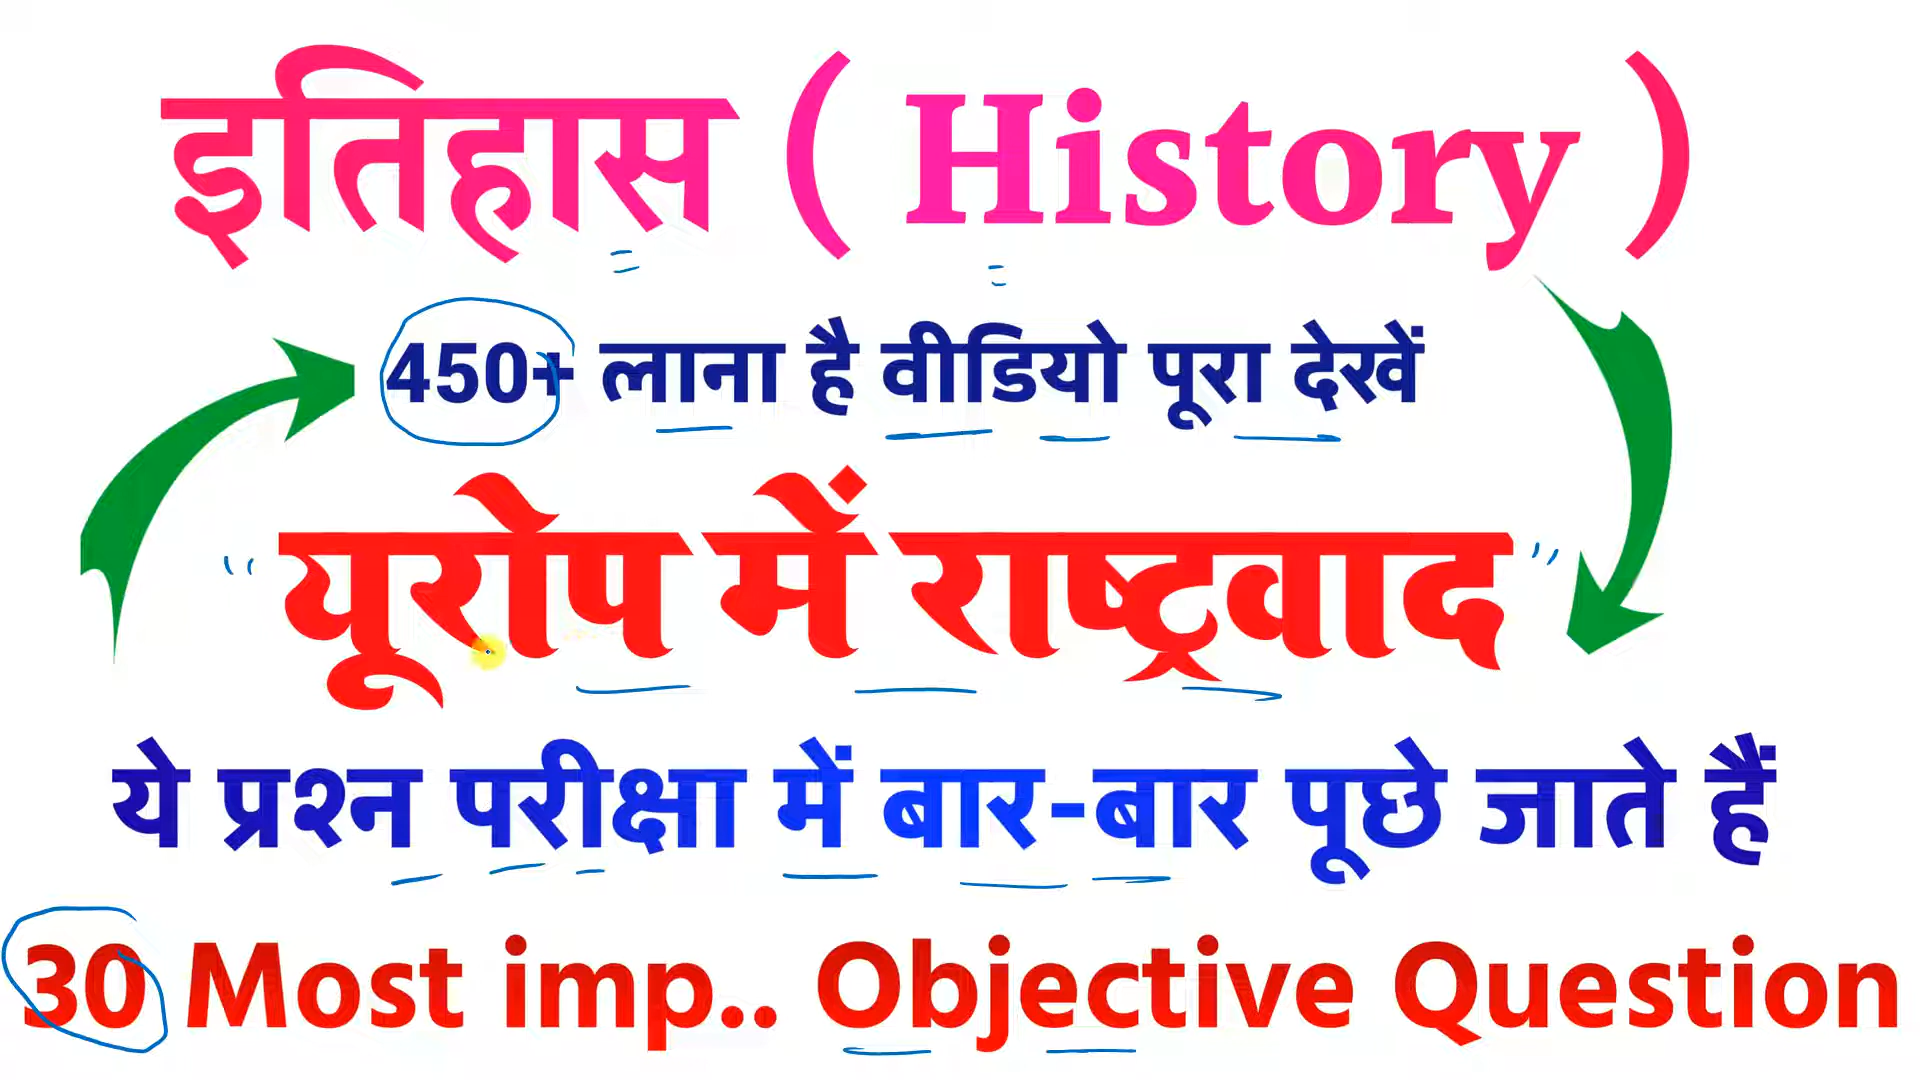 इतिहास ( History )
450+ लाना है वीडियो पूरा देखें
" यूरोप में राष्ट्रवाद "
ये प्रश्न परीक्षा में बार-बार पूछे जाते हैं
30 Most imp.. Objective Question